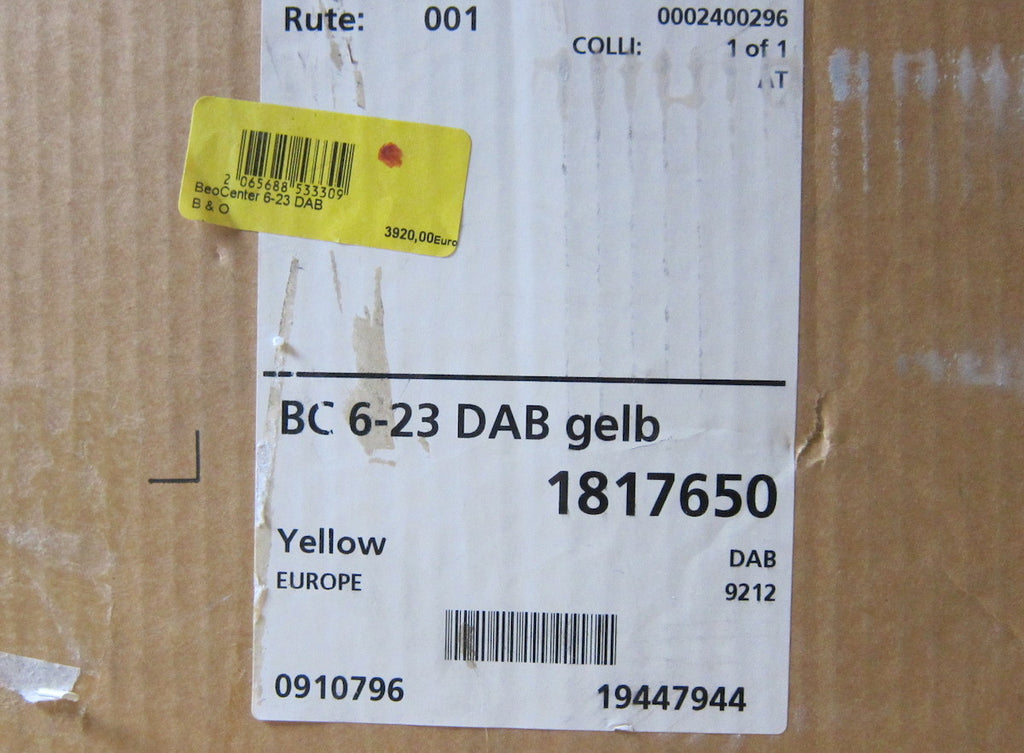 Rute: 001
0002400296
COLLI: 1 of 1
AT
2 065688 533309
BeoCenter 6-23 DAB
B & O
3920,00Euro
BC 6-23 DAB gelb
1817650
Yellow
DAB
EUROPE
9212
0910796
19447944